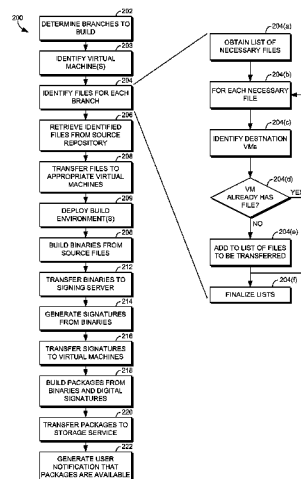 200
202
DETERMINE BRANCHES TO
BUILD
203
IDENTIFY VIRTUAL
MACHINE(S)
204
IDENTIFY FILES FOR EACH
BRANCH
206
RETRIEVE IDENTIFIED
FILES FROM SOURCE
REPOSITORY
208
TRANSFER FILES TO
APPROPRIATE VIRTUAL
MACHINES
209
DEPLOY BUILD
ENVIRONMENT(S)
208
BUILD BINARIES FROM
SOURCE FILES
212
TRANSFER BINARIES TO
SIGNING SERVER
214
GENERATE SIGNATURES
FROM BINARIES
216
TRANSFER SIGNATURES
TO VIRTUAL MACHINES
218
BUILD PACKAGES FROM
BINARIES AND DIGITAL
SIGNATURES
220
TRANSFER PACKAGES TO
STORAGE SERVICE
222
GENERATE USER
NOTIFICATION THAT
PACKAGES ARE AVAILABLE
204(a)
OBTAIN LIST OF
NECESSARY FILES
204(b)
FOR EACH NECESSARY
FILE
204(c)
IDENTIFY DESTNATION
VMs
204(d)
VM
ALREADY HAS
FILE?
YES
NO
204(e)
ADD TO LIST OF FILES
TO BE TRANSFERRED
204(f)
FINALIZE LISTS